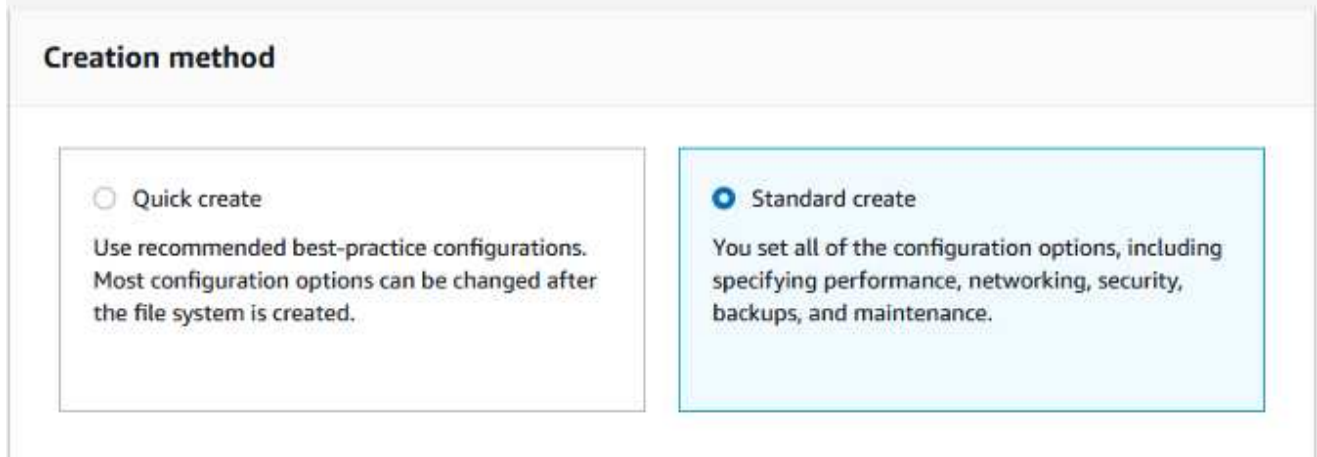 Creation method
Quick create
Use recommended best-practice configurations.
Most configuration options can be changed after
the file system is created.
Standard create
You set all of the configuration options, including
specifying performance, networking, security,
backups, and maintenance.